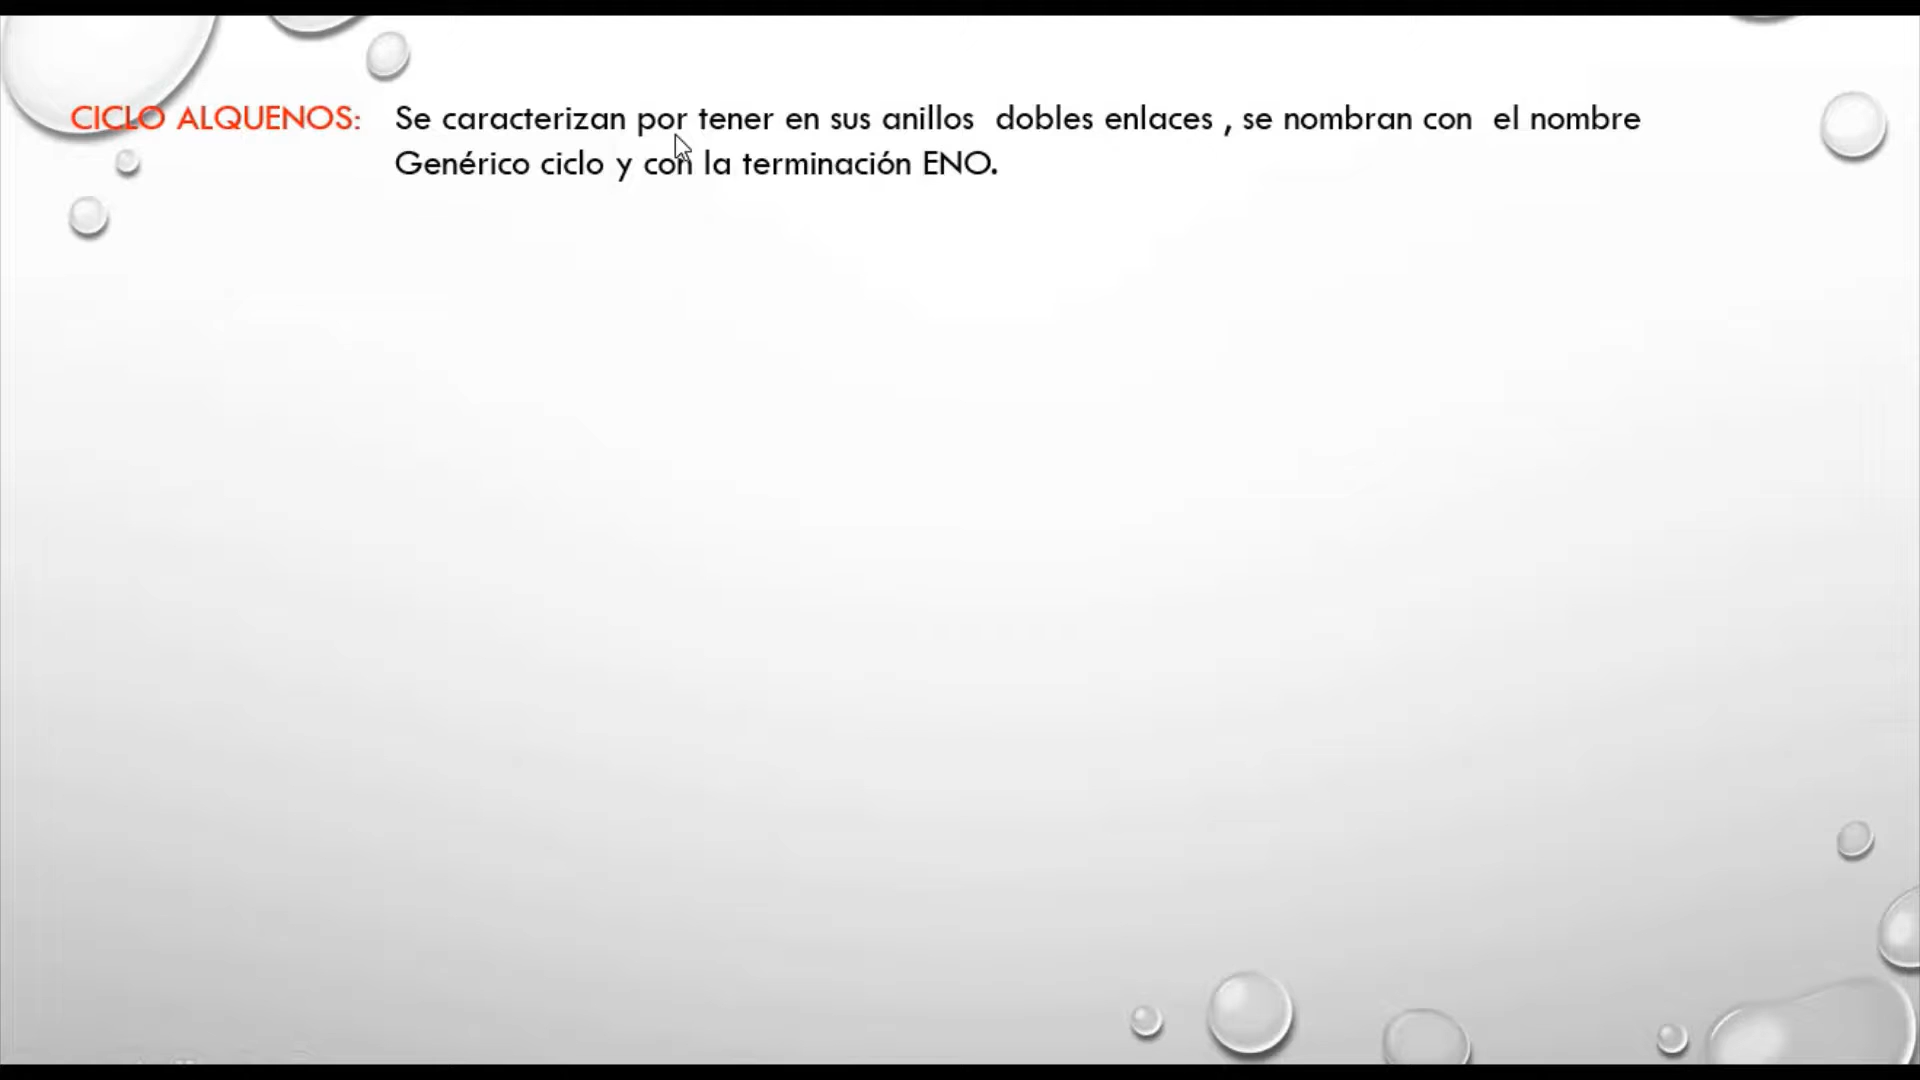 CICLO ALQUENOS: Se caracterizan por tener en sus anillos dobles enlaces , se nombran con el nombre
Genérico ciclo y con la terminación ENO.